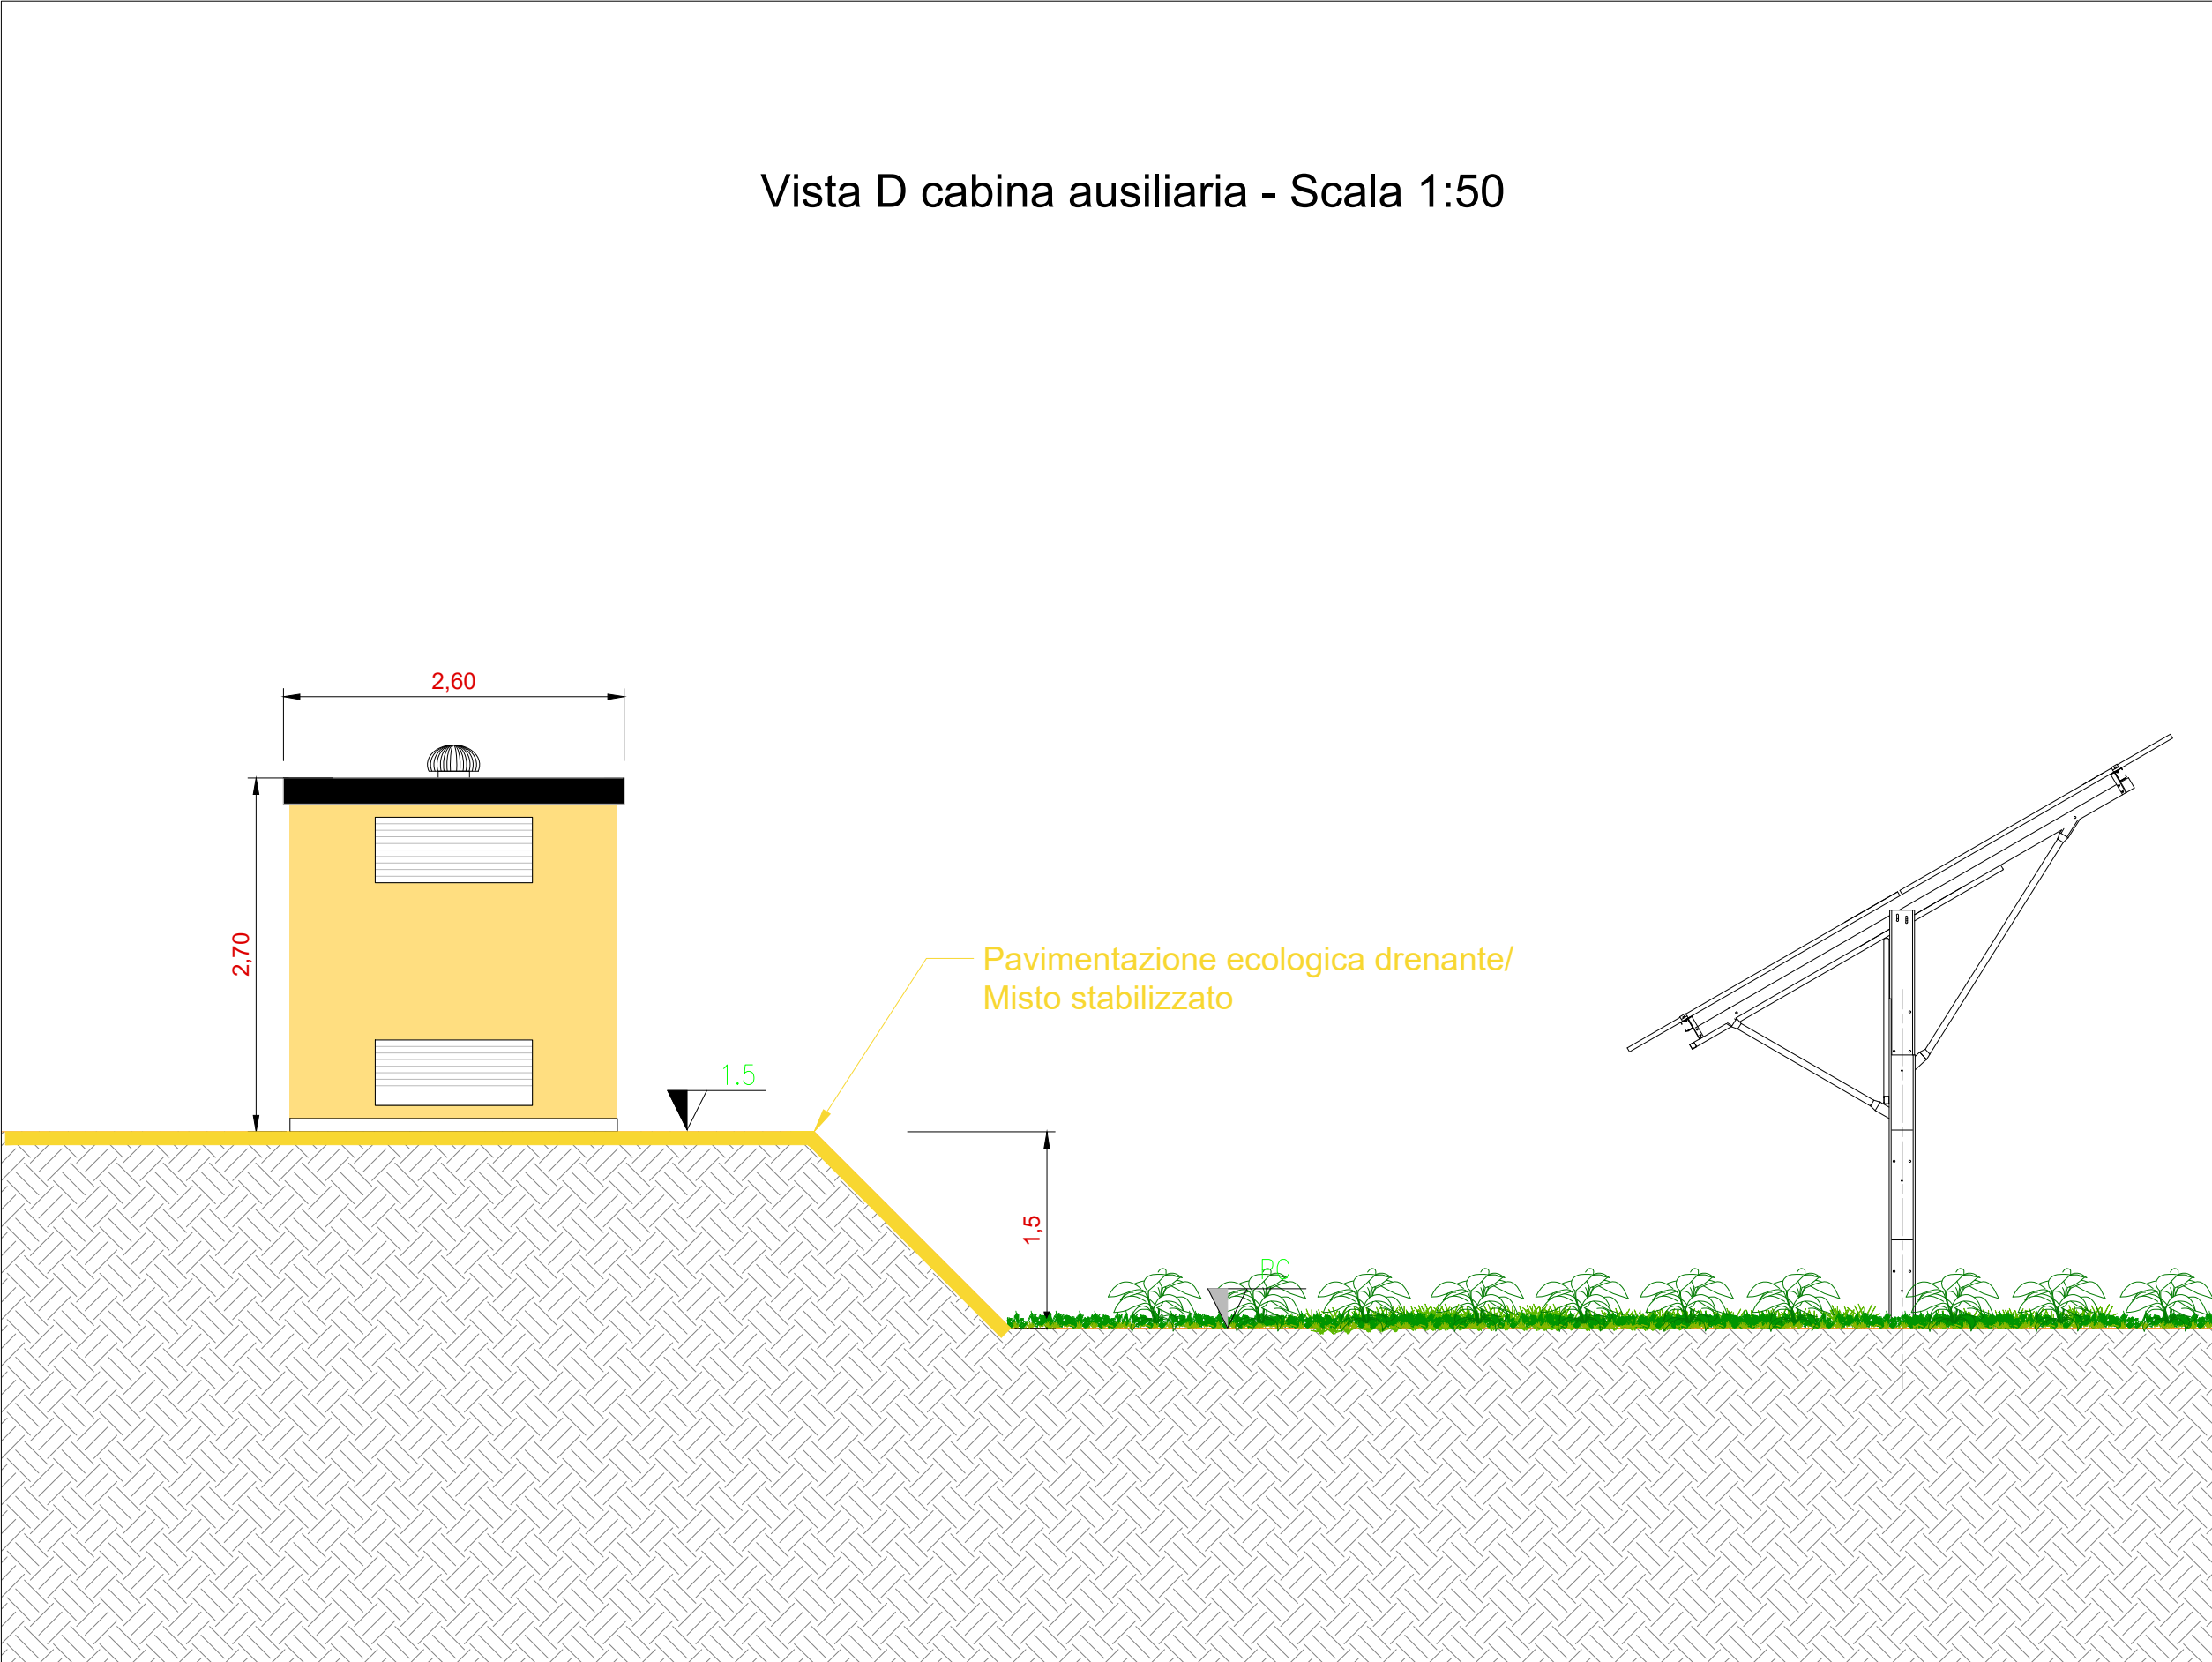 Vista D cabina ausiliaria - Scala 1:50
2,60
2,70
Pavimentazione ecologica drenante/
Misto stabilizzato
1.5
1,5
PC